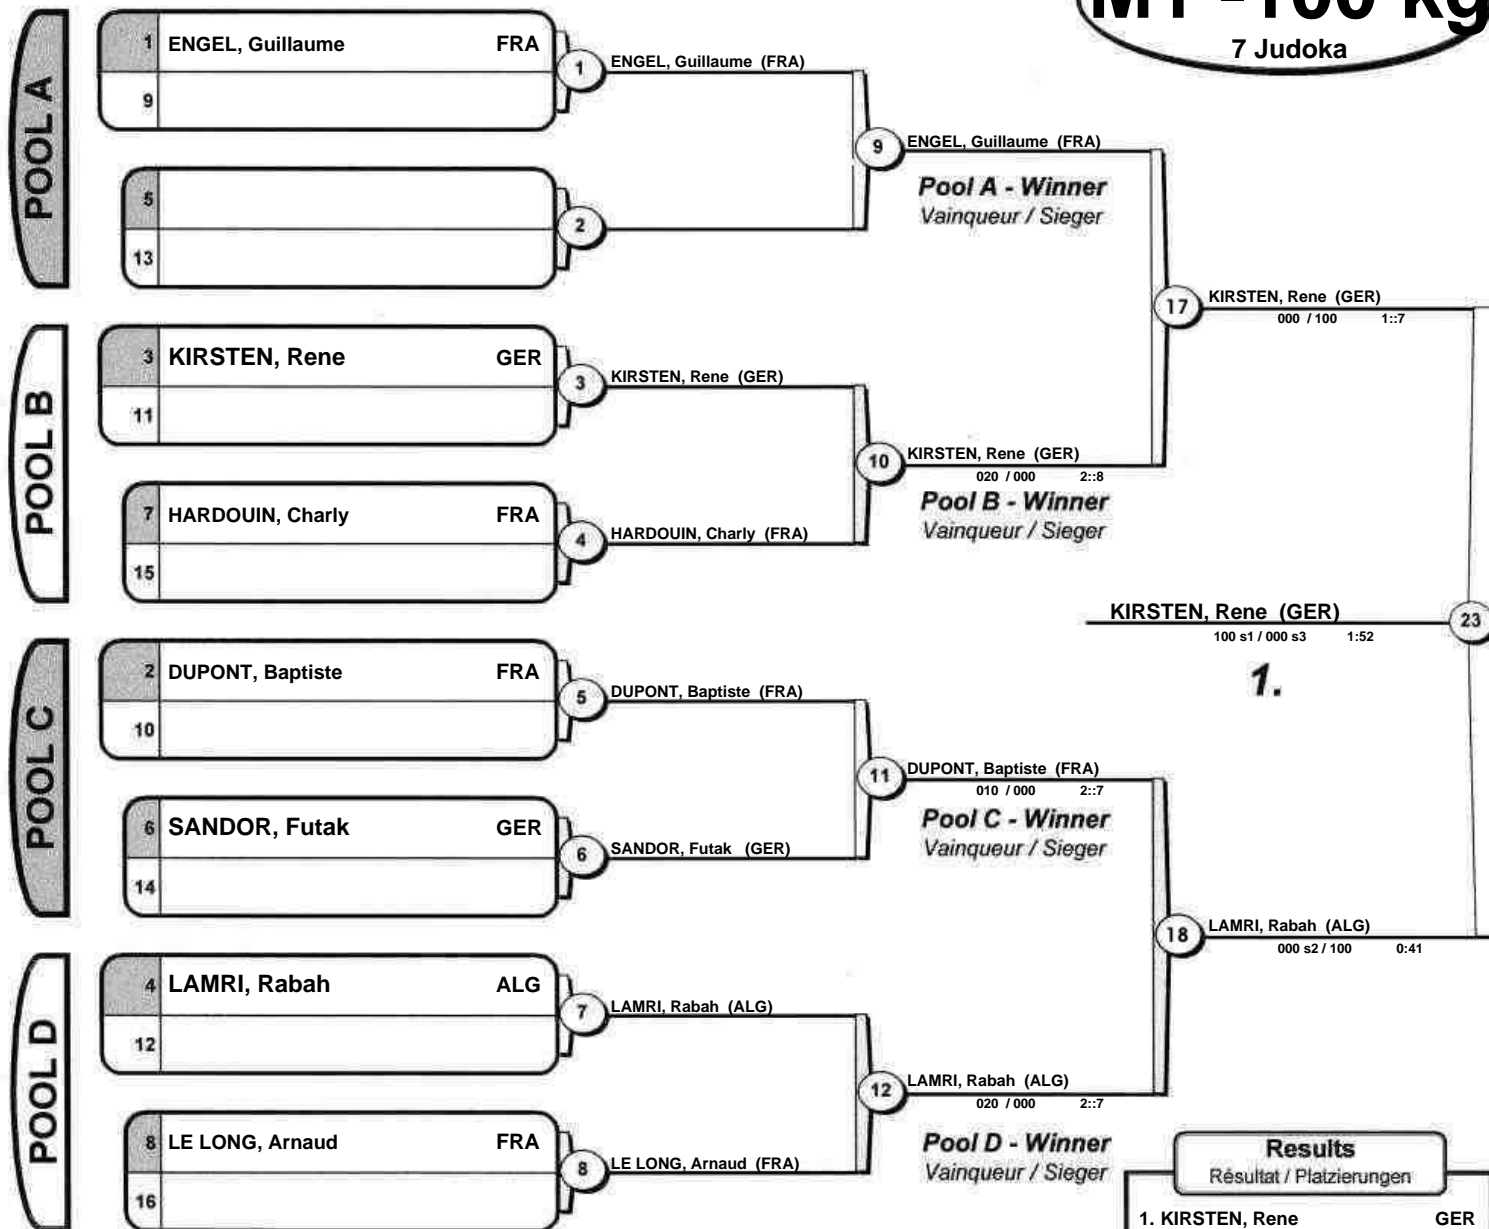 M1 -100 kg
7 Judoka
POOL A
1 ENGEL, Guillaume FRA
9
5
13
1 ENGEL, Guillaume (FRA)
2
9 ENGEL, Guillaume (FRA)
Pool A - Winner
Vainqueur / Sieger
POOL B
3 KIRSTEN, Rene GER
11
7 HARDOUIN, Charly FRA
15
3 KIRSTEN, Rene (GER)
4 HARDOUIN, Charly (FRA)
10 KIRSTEN, Rene (GER)
020 / 000 2::8
Pool B - Winner
Vainqueur / Sieger
17 KIRSTEN, Rene (GER)
000 / 100 1::7
KIRSTEN, Rene (GER) 23
100 s1 / 000 s3 1:52
1.
POOL C
2 DUPONT, Baptiste FRA
10
6 SANDOR, Futak GER
14
5 DUPONT, Baptiste (FRA)
6 SANDOR, Futak (GER)
11 DUPONT, Baptiste (FRA)
010 / 000 2::7
Pool C - Winner
Vainqueur / Sieger
18 LAMRI, Rabah (ALG)
000 s2 / 100 0:41
POOL D
4 LAMRI, Rabah ALG
12
8 LE LONG, Arnaud FRA
16
7 LAMRI, Rabah (ALG)
8 LE LONG, Arnaud (FRA)
12 LAMRI, Rabah (ALG)
020 / 000 2::7
Pool D - Winner
Vainqueur / Sieger
Results
Résultat / Platzierungen
1. KIRSTEN, Rene GER